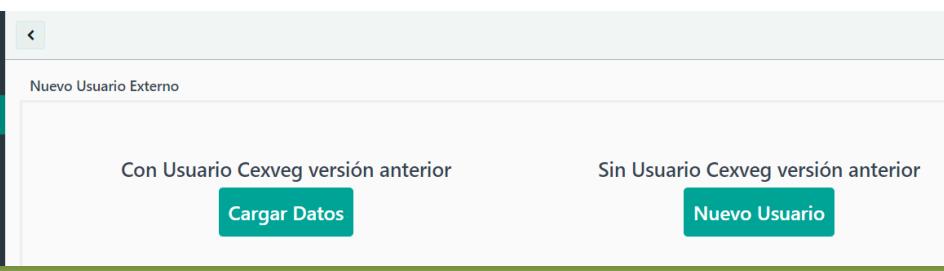 Nuevo Usuario Externo
Con Usuario Cexveg versión anterior
Sin Usuario Cexveg versión anterior
Cargar Datos
Nuevo Usuario